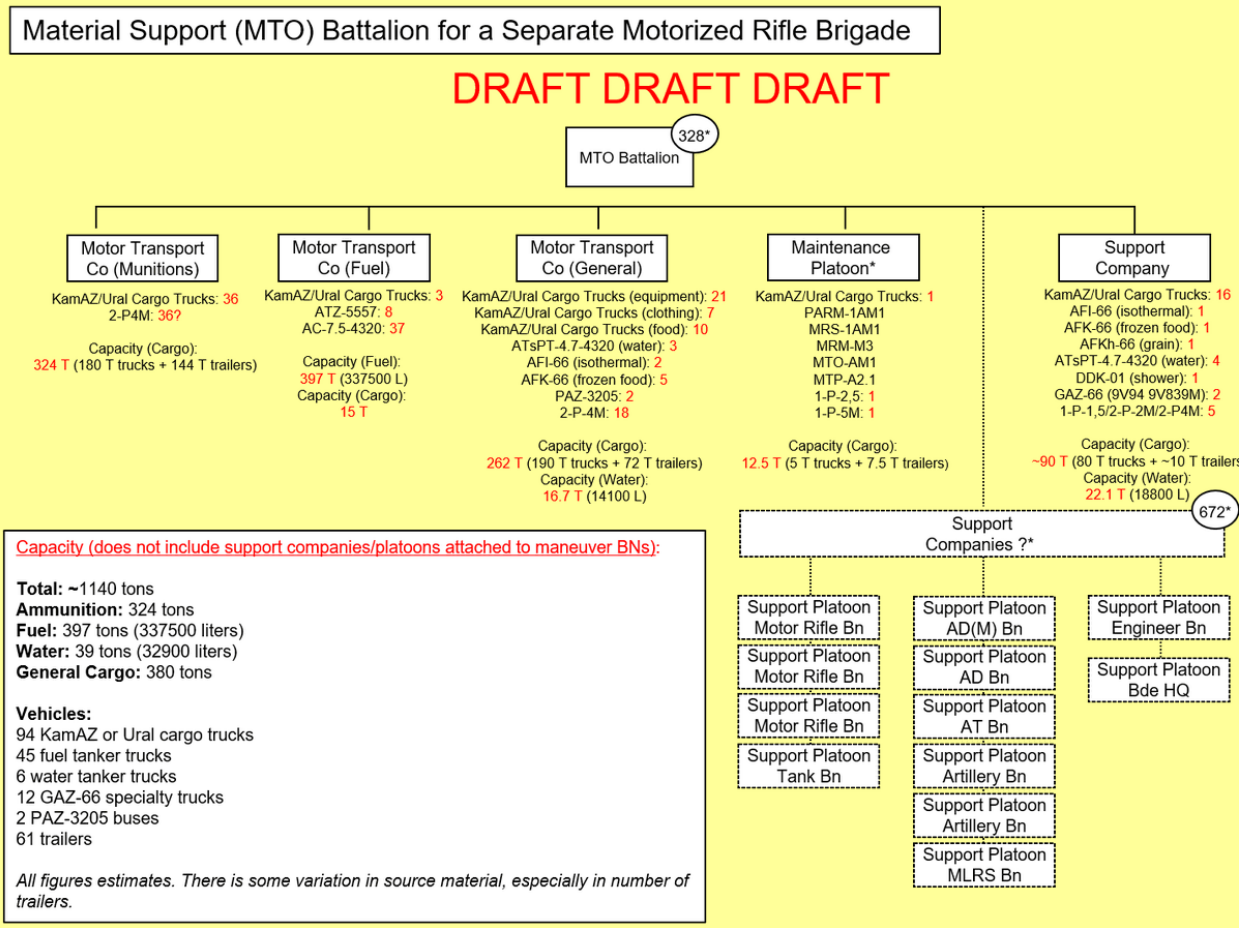 Material Support (MTO) Battalion for a Separate Motorized Rifle Brigade
DRAFT DRAFT DRAFT
328*
MTO Battalion
Motor Transport
Co (Munitions)
KamAZ/Ural Cargo Trucks: 36
2-P4M: 36?
Capacity (Cargo):
324 T (180 T trucks + 144 T trailers)
Motor Transport
Co (Fuel)
KamAZ/Ural Cargo Trucks: 3
ATZ-5557: 8
AC-7.5-4320: 37
Capacity (Fuel):
397 T (337500 L)
Capacity (Cargo):
15 T
Motor Transport
Co (General)
KamAZ/Ural Cargo Trucks (equipment): 21
KamAZ/Ural Cargo Trucks (clothing): 7
KamAZ/Ural Cargo Trucks (food): 10
ATsPT-4.7-4320 (water): 3
AFI-66 (isothermal): 2
AFK-66 (frozen food): 5
PAZ-3205: 2
2-P-4M: 18
Capacity (Cargo):
262 T (190 T trucks + 72 T trailers)
Capacity (Water):
16.7 T (14100 L)
Maintenance
Platoon*
KamAZ/Ural Cargo Trucks: 1
PARM-1AM1
MRS-1AM1
MRM-M3
MTO-AM1
MTP-A2.1
1-P-2,5: 1
1-P-5M: 1
Capacity (Cargo):
12.5 T (5 T trucks + 7.5 T trailers)
Support
Company
KamAZ/Ural Cargo Trucks: 16
AFI-66 (isothermal): 1
AFK-66 (frozen food): 1
AFKh-66 (grain): 1
ATsPT-4.7-4320 (water): 4
DDK-01 (shower): 1
GAZ-66 (9V94 9V839M): 2
1-P-1,5/2-P-2M/2-P4M: 5
Capacity (Cargo):
~90 T (80 T trucks + ~10 T trailers
Capacity (Water):
22.1 T (18800 L)
672*
Support
Companies ?*
Support Platoon
Motor Rifle Bn
Support Platoon
Motor Rifle Bn
Support Platoon
Motor Rifle Bn
Support Platoon
Tank Bn
Support Platoon
AD(M) Bn
Support Platoon
AD Bn
Support Platoon
AT Bn
Support Platoon
Artillery Bn
Support Platoon
Artillery Bn
Support Platoon
MLRS Bn
Support Platoon
Engineer Bn
Support Platoon
Bde HQ
Capacity (does not include support companies/platoons attached to maneuver BNs):
Total: ~1140 tons
Ammunition: 324 tons
Fuel: 397 tons (337500 liters)
Water: 39 tons (32900 liters)
General Cargo: 380 tons
Vehicles:
94 KamAZ or Ural cargo trucks
45 fuel tanker trucks
6 water tanker trucks
12 GAZ-66 specialty trucks
2 PAZ-3205 buses
61 trailers
All figures estimates. There is some variation in source material, especially in number of
trailers.